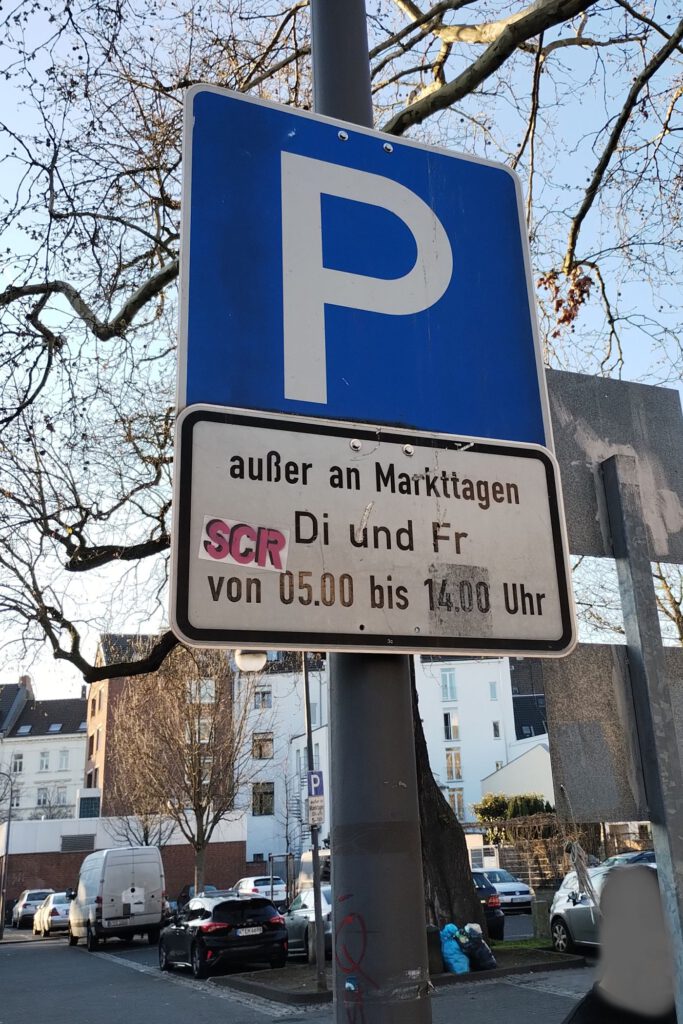 P
außer an Markttagen
SCR
Di und Fr
von 05.00 bis 14.00 Uhr
P